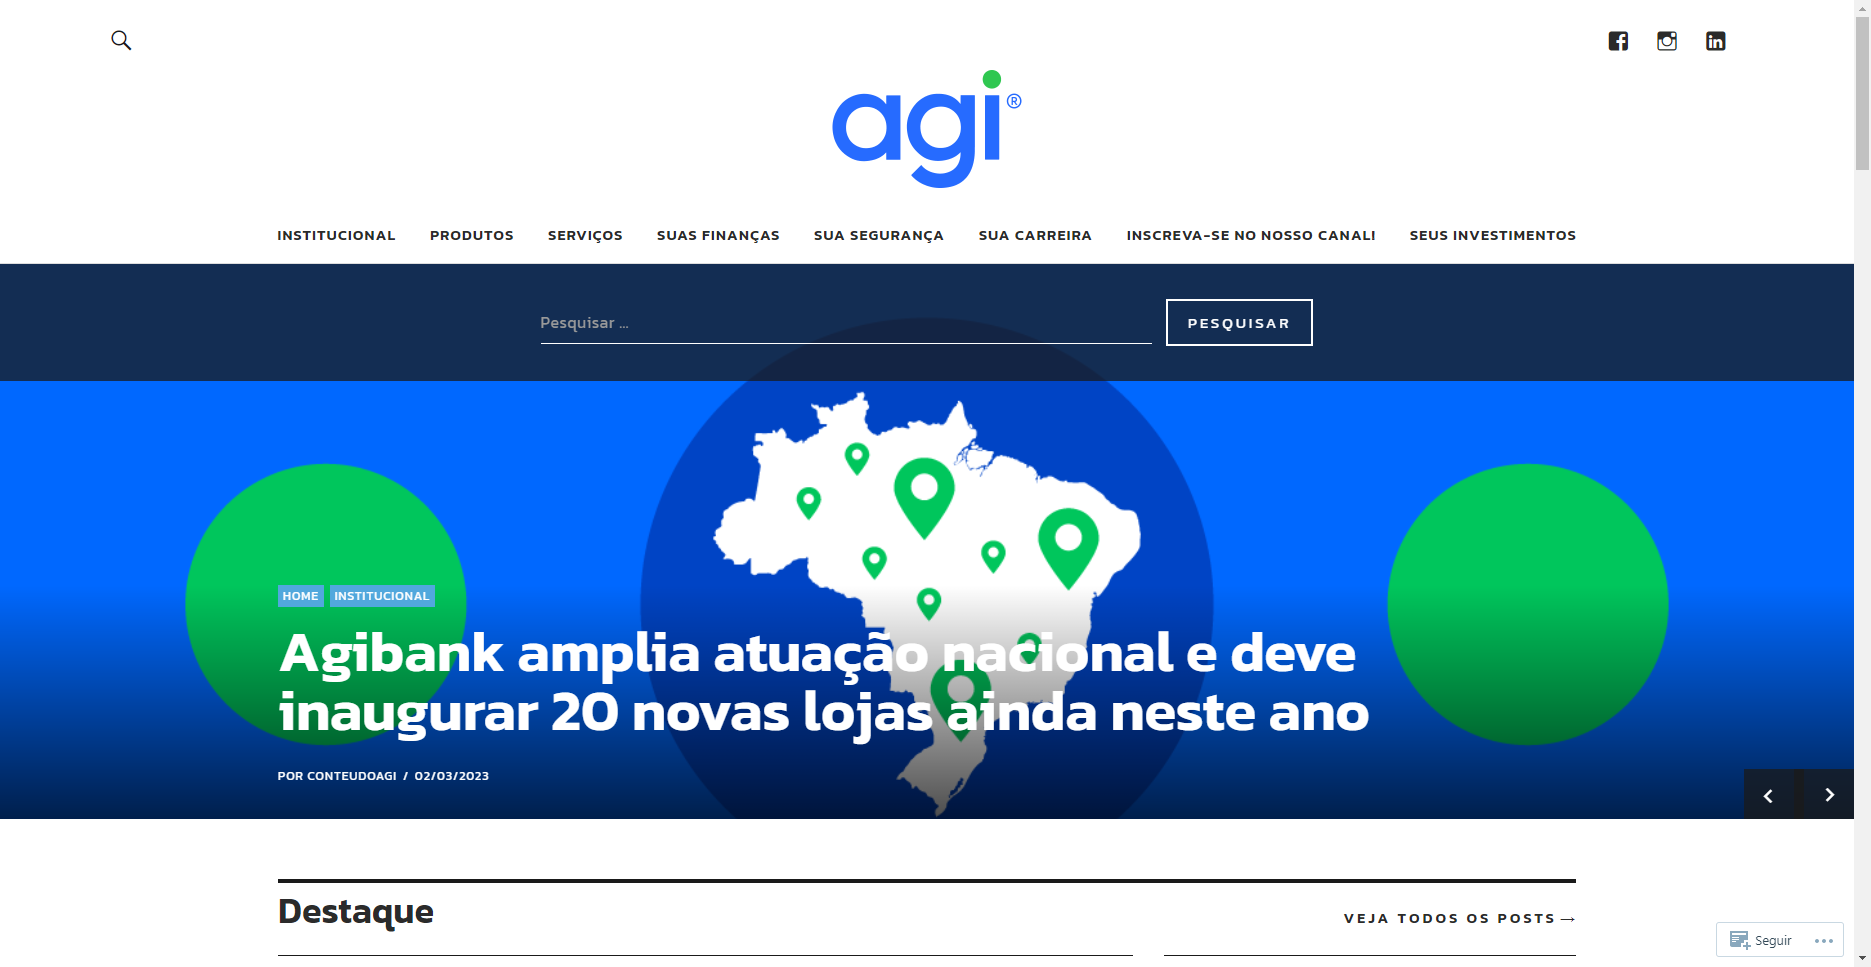 agi®
INSTITUCIONAL PRODUTOS SERVIÇOS SUAS FINANÇAS SUA SEGURANÇA SUA CARREIRA INSCREVA-SE NO NOSSO CANAL! SEUS INVESTIMENTOS
Pesquisar ... PESQUISAR
HOME INSTITUCIONAL
Agibank amplia atuação nacional e deve
inaugurar 20 novas lojas ainda neste ano
POR CONTEUDOAGI / 02/03/2023
Destaque
VEJA TODOS OS POSTS →
Seguir ...